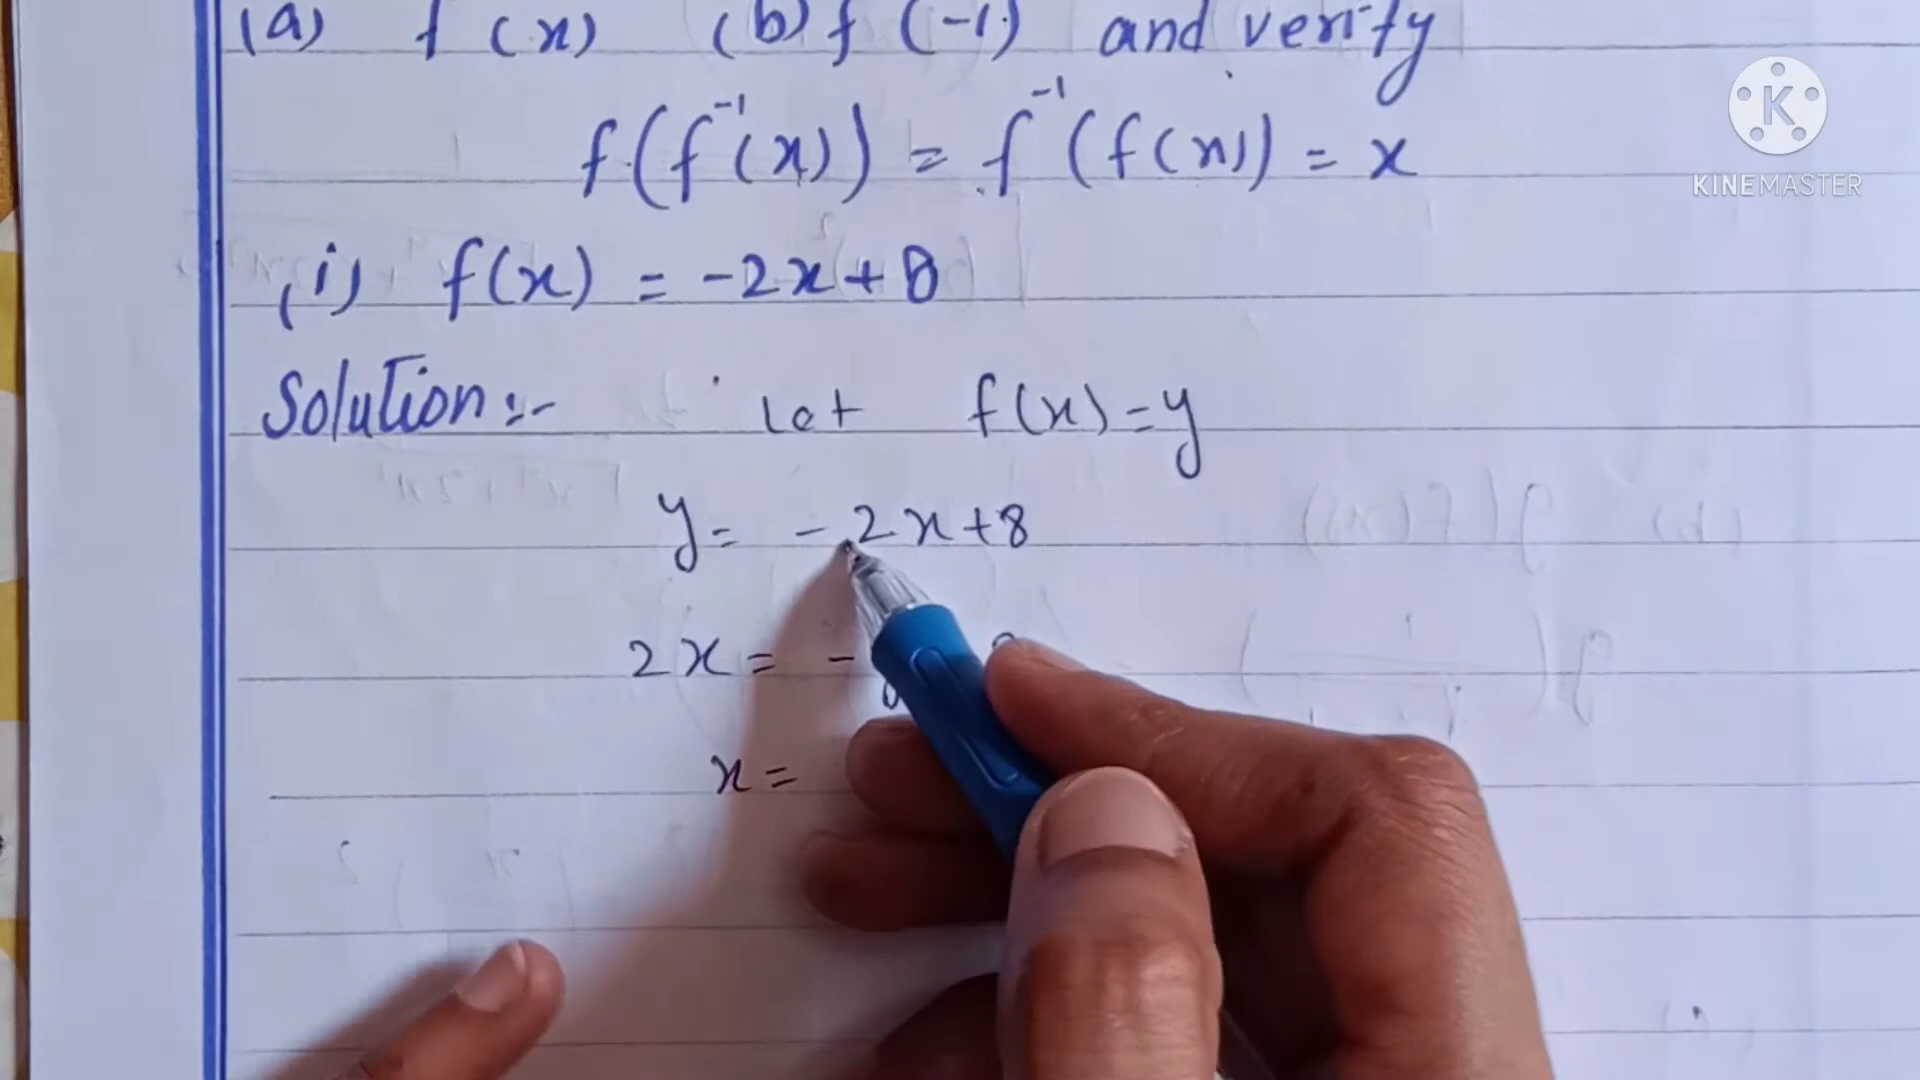 (a) f (x) (b) f (-1) and verify
f(f⁻¹(x)) = f⁻¹(f(x)) = x
KINEMASTER
(i) f(x) = -2x+8
Solution:- let f(x)=y
y= -2x+8
2x= -
x=